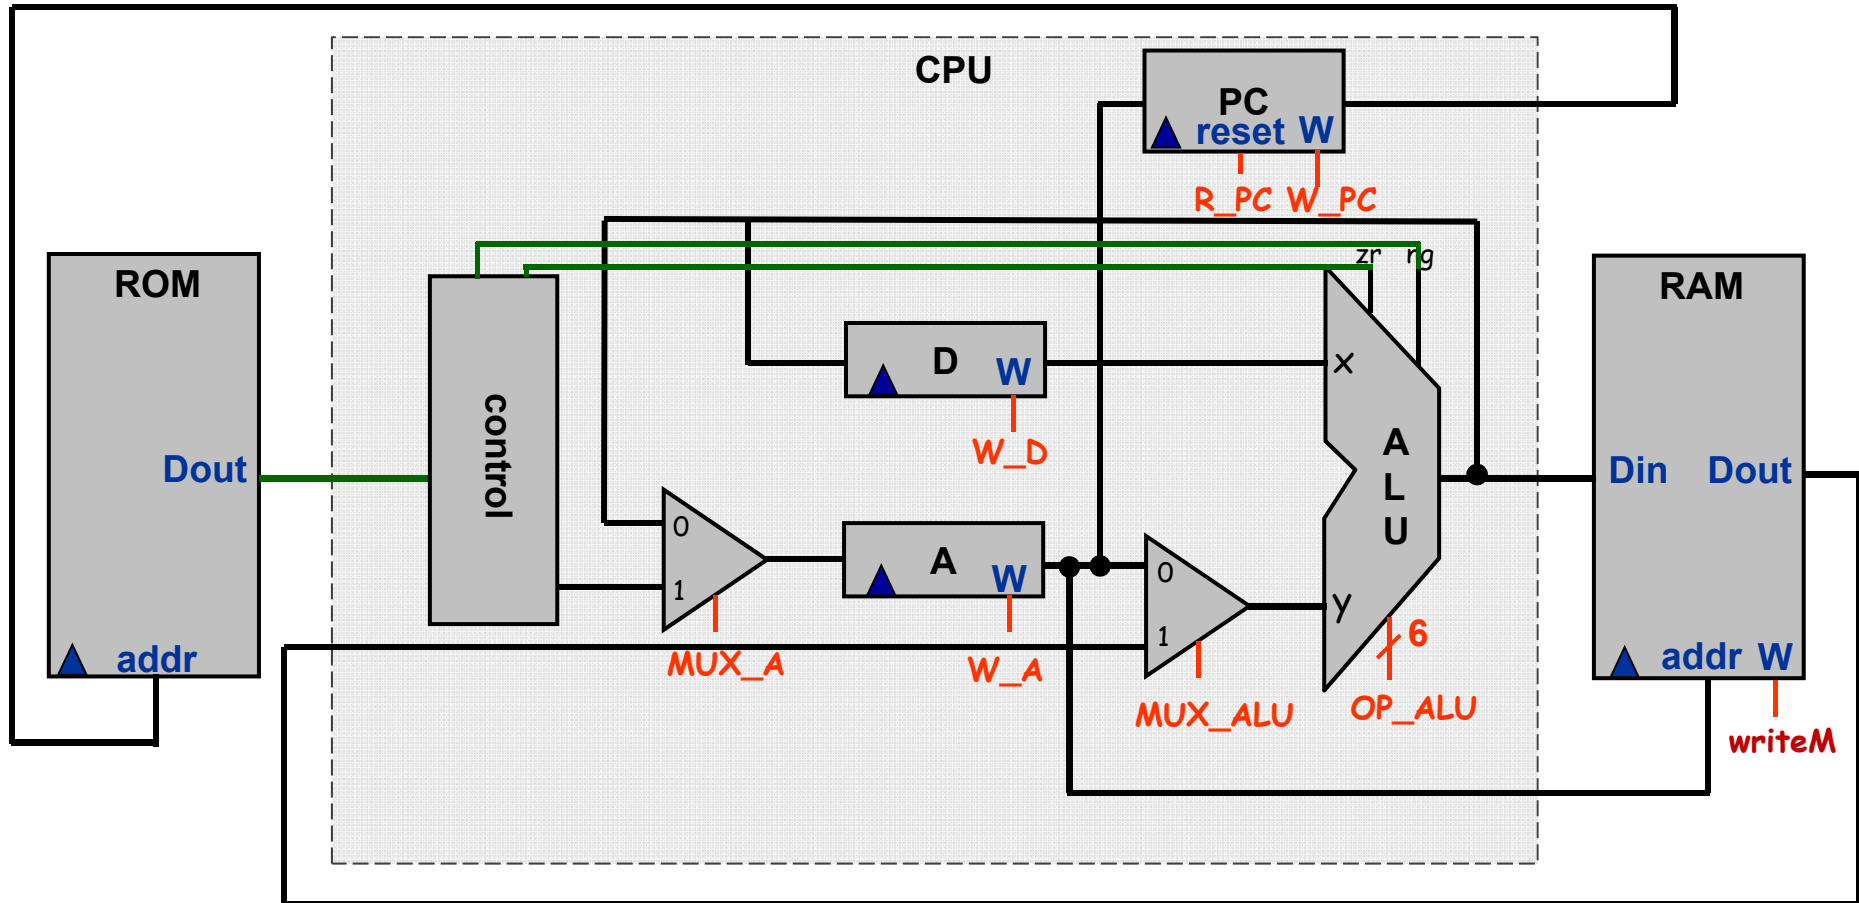 CPU
PC
reset W
R_PC W_PC
zr ng
ROM
Dout
addr
control
D W
W_D
x
0
1
MUX_A
A W
W_A
0
1
MUX_ALU
y
A
L
U
6
OP_ALU
RAM
Din Dout
addr W
writeM